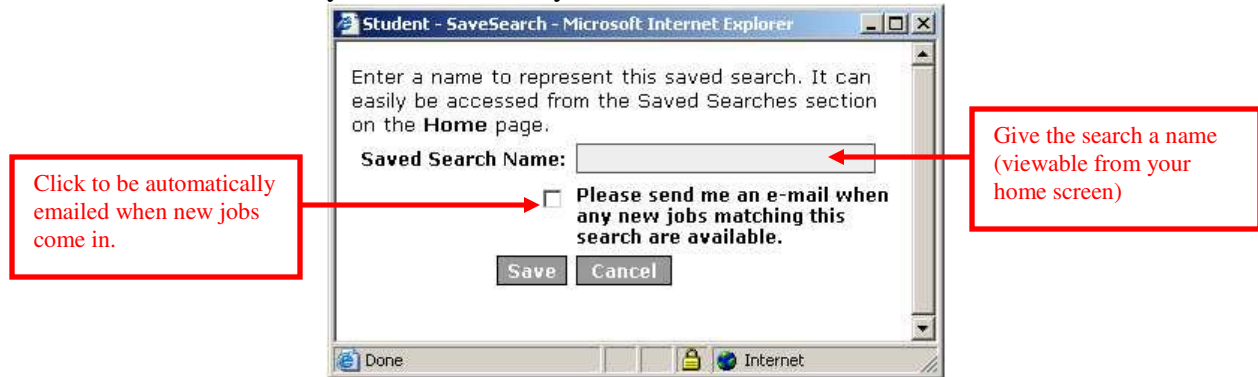 Student - SaveSearch - Microsoft Internet Explorer
Enter a name to represent this saved search. It can
easily be accessed from the Saved Searches section
on the Home page.
Saved Search Name:
Please send me an e-mail when
any new jobs matching this
search are available.
Save Cancel
Done
Internet
Click to be automatically
emailed when new jobs
come in.
Give the search a name
(viewable from your
home screen)